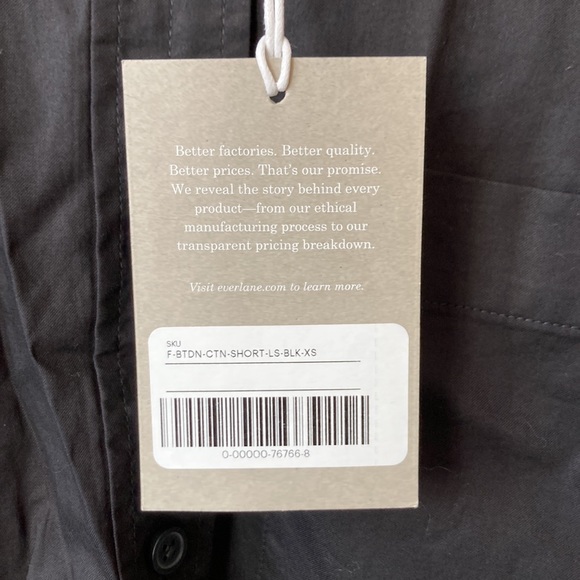 Better factories. Better quality.
Better prices. That's our promise.
We reveal the story behind every
product—from our ethical
manufacturing process to our
transparent pricing breakdown.
Visit everlane.com to learn more.
SKU
F-BTDN-CTN-SHORT-LS-BLK-XS
0-00000-76766-8